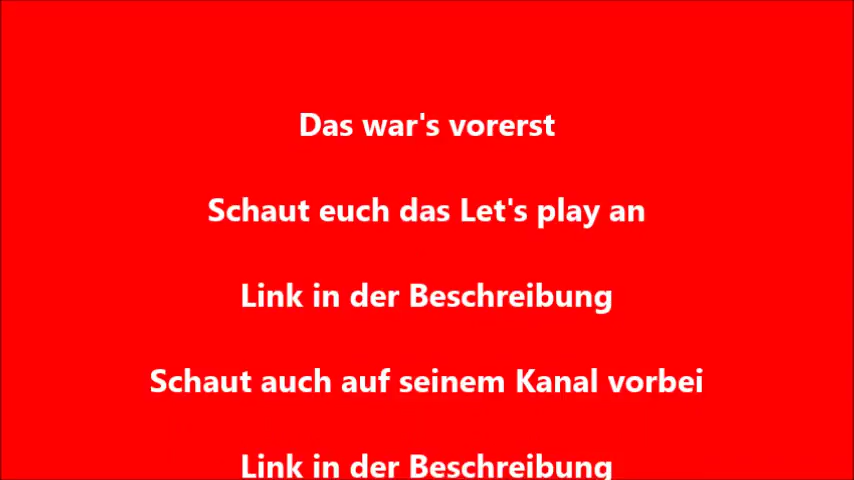 Das war's vorerst
Schaut euch das Let's play an
Link in der Beschreibung
Schaut auch auf seinem Kanal vorbei
Link in der Beschreibung